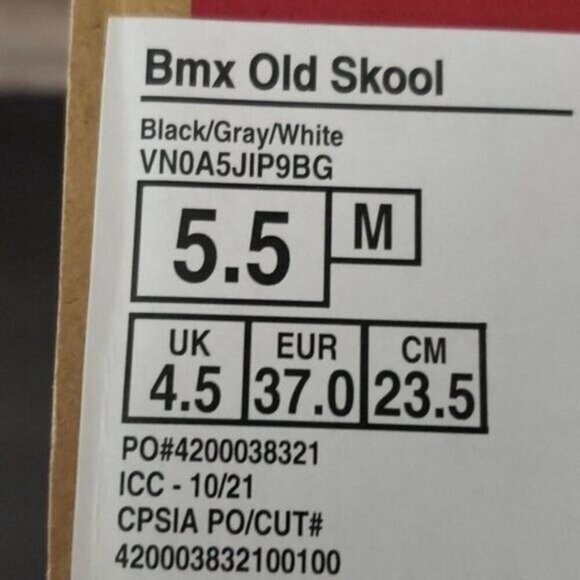 Bmx Old Skool
Black/Gray/White
VN0A5JIP9BG
5.5 M
UK EUR CM
4.5 37.0 23.5
PO#4200038321
ICC - 10/21
CPSIA PO/CUT#
420003832100100